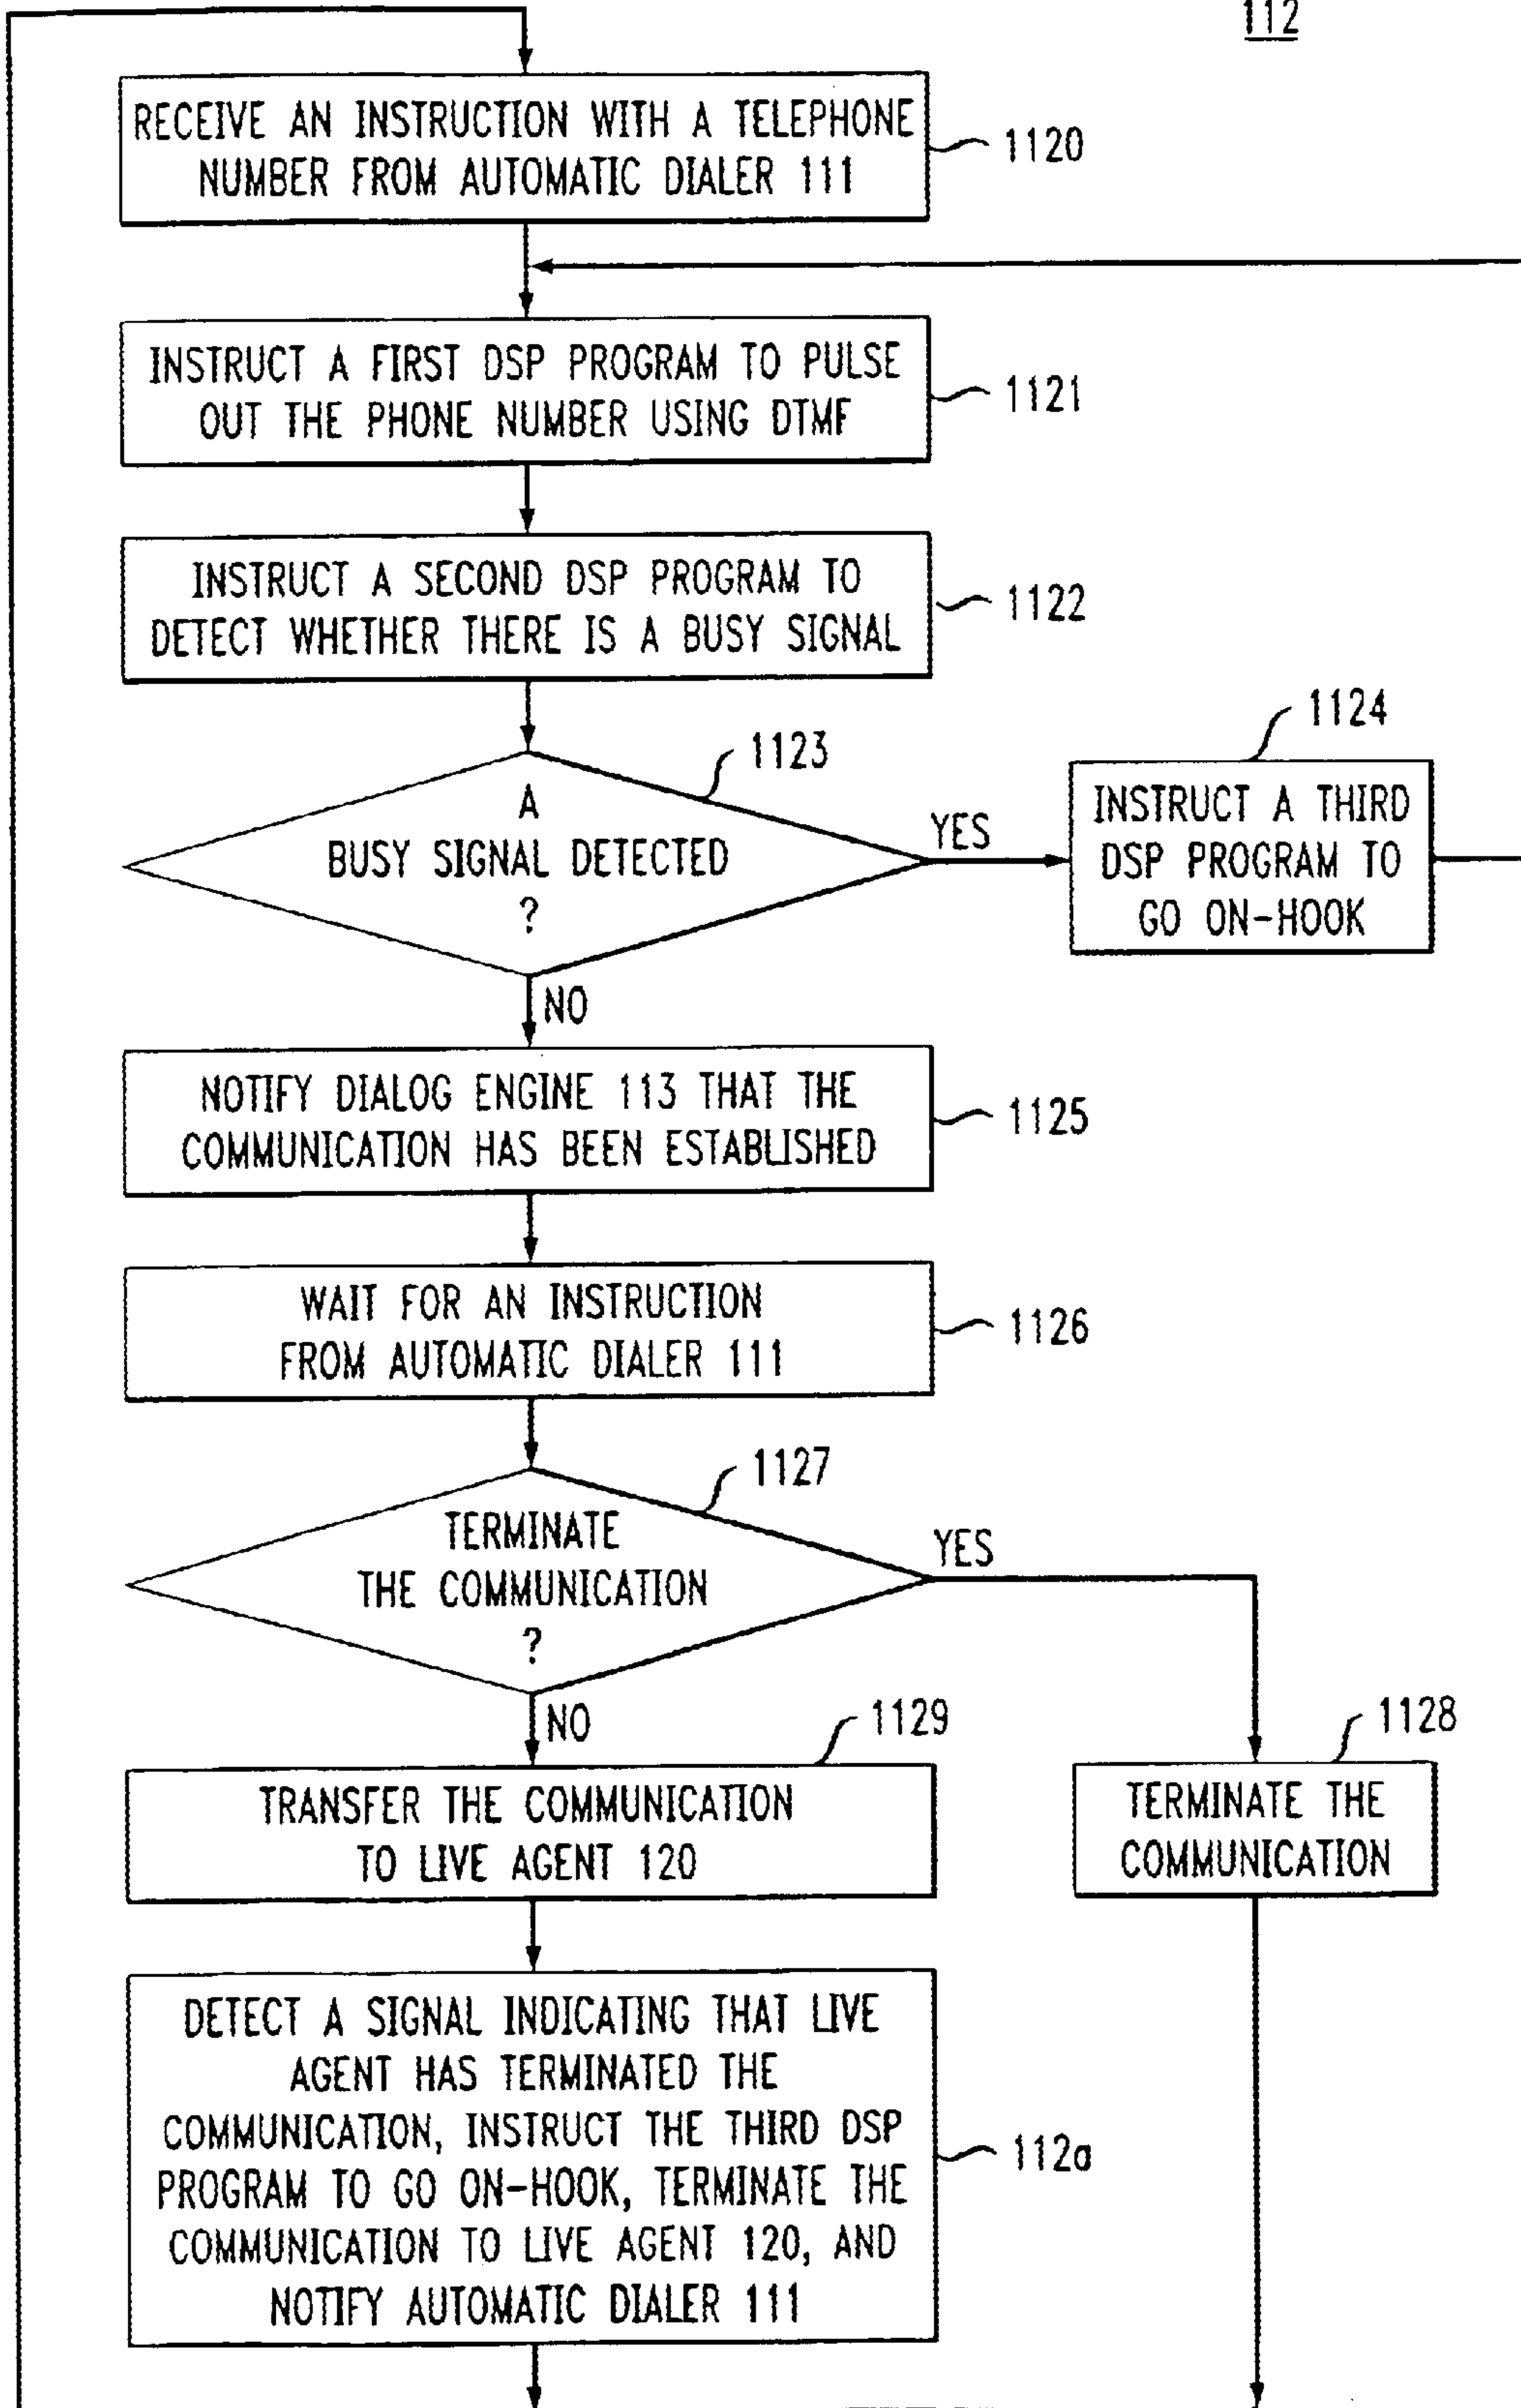 112
RECEIVE AN INSTRUCTION WITH A TELEPHONE
NUMBER FROM AUTOMATIC DIALER 111
1120
INSTRUCT A FIRST DSP PROGRAM TO PULSE
OUT THE PHONE NUMBER USING DTMF
1121
INSTRUCT A SECOND DSP PROGRAM TO
DETECT WHETHER THERE IS A BUSY SIGNAL
1122
1123
A
BUSY SIGNAL DETECTED
?
YES
1124
INSTRUCT A THIRD
DSP PROGRAM TO
GO ON-HOOK
NO
NOTIFY DIALOG ENGINE 113 THAT THE
COMMUNICATION HAS BEEN ESTABLISHED
1125
WAIT FOR AN INSTRUCTION
FROM AUTOMATIC DIALER 111
1126
1127
TERMINATE
THE COMMUNICATION
?
YES
NO
1129
TRANSFER THE COMMUNICATION
TO LIVE AGENT 120
1128
TERMINATE THE
COMMUNICATION
DETECT A SIGNAL INDICATING THAT LIVE
AGENT HAS TERMINATED THE
COMMUNICATION, INSTRUCT THE THIRD DSP
PROGRAM TO GO ON-HOOK, TERMINATE THE
COMMUNICATION TO LIVE AGENT 120, AND
NOTIFY AUTOMATIC DIALER 111
112a